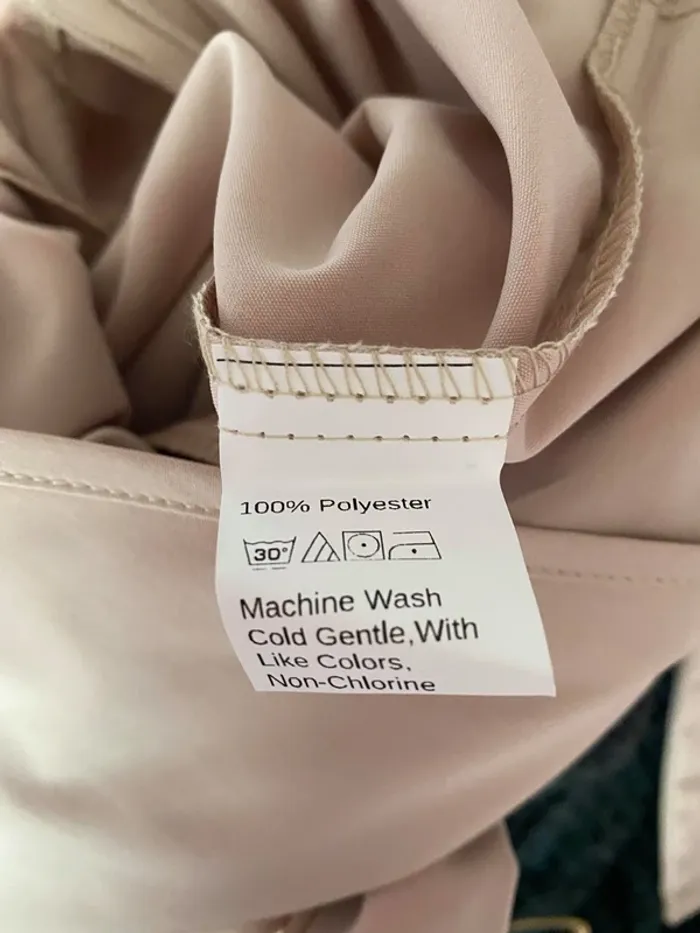 100% Polyester
30°
Machine Wash
Cold Gentle,With
Like Colors,
Non-Chlorine